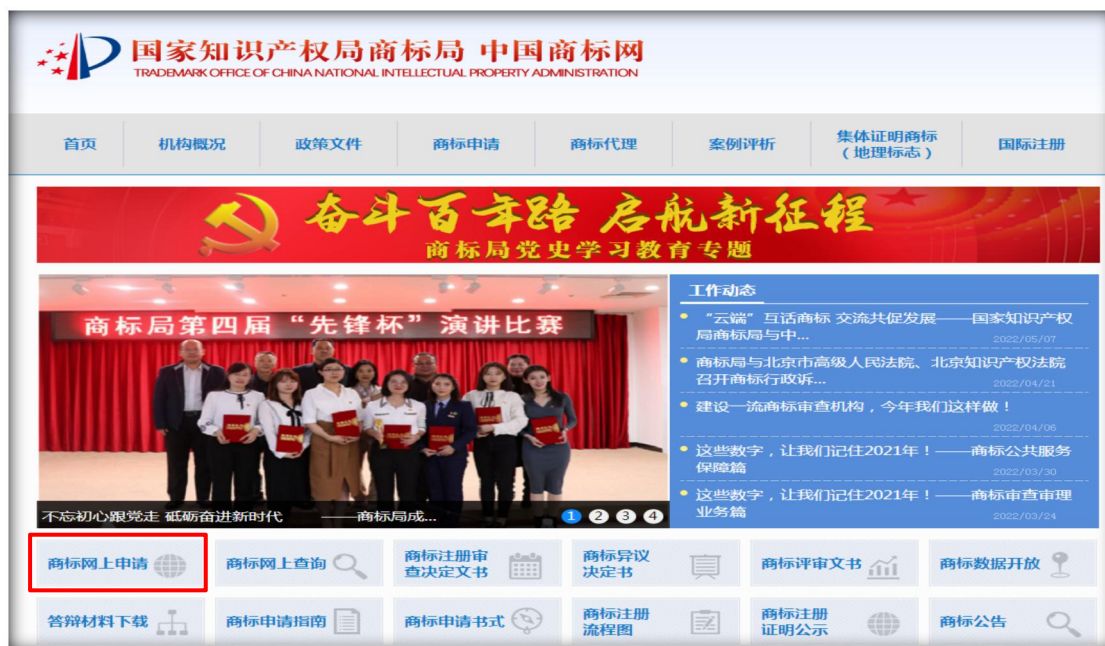 国家知识产权局商标局 中国商标网
TRADEMARK OFFICE OF CHINA NATIONAL INTELLECTUAL PROPERTY ADMINISTRATION
首页
机构概况
政策文件
商标申请
商标代理
案例评析
集体证明商标
(地理标志)
国际注册
奋斗百年路 启航新征程
商标局党史学习教育专题
商标局第四届“先锋杯”演讲比赛
不忘初心跟党走 砥砺奋进新时代 ——商标局成...
1 2 3 4
工作动态
“云端”互话商标 交流共促发展——国家知识产权
局商标局与中...
2022/05/07
商标局与北京市高级人民法院、北京知识产权法院
召开商标行政诉...
2022/04/21
建设一流商标审查机构，今年我们这样做！
2022/04/06
这些数字，让我们记住2021年！——商标公共服务
保障篇
2022/03/30
这些数字，让我们记住2021年！——商标审查审理
业务篇
2022/03/24
商标网上申请
商标网上查询
商标注册审
查决定文书
商标异议
决定书
商标评审文书
商标数据开放
答辩材料下载
商标申请指南
商标申请书式
商标注册
流程图
商标注册
证明公示
商标公告